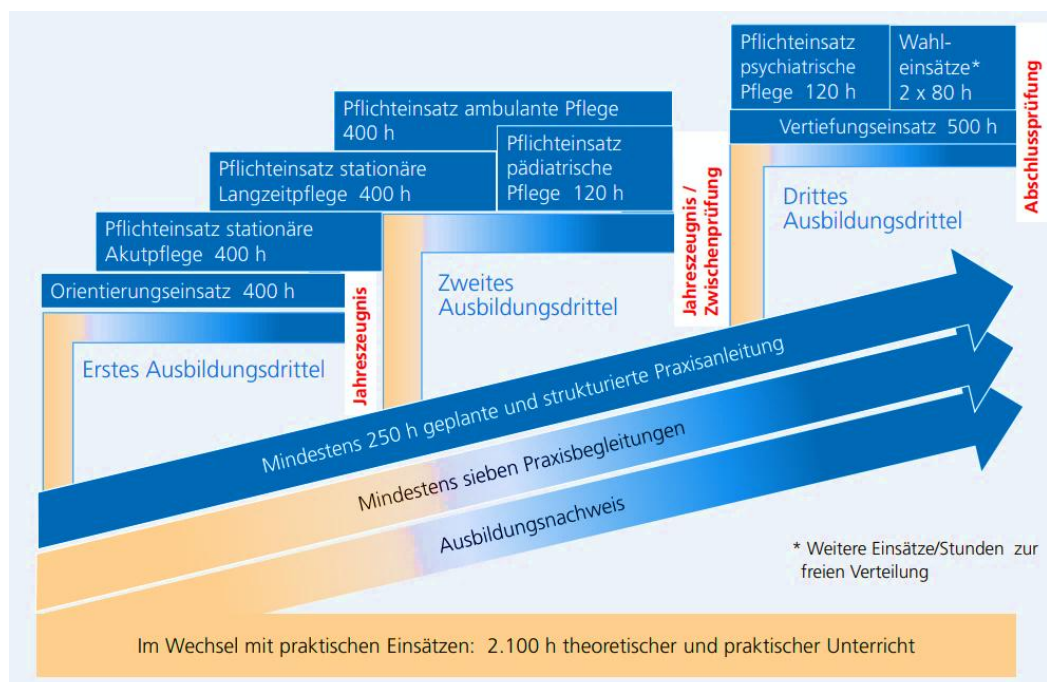 Pflichteinsatz
psychiatrische
Pflege 120 h
Wahl-
einsätze*
2 x 80 h
Vertiefungseinsatz 500 h
Abschlussprüfung
Pflichteinsatz ambulante Pflege
400 h
Pflichteinsatz
pädiatrische
Pflege 120 h
Pflichteinsatz stationäre
Langzeitpflege 400 h
Pflichteinsatz stationäre
Akutpflege 400 h
Orientierungseinsatz 400 h
Jahreszeugnis
Jahreszeugnis /
Zwischenprüfung
Erstes Ausbildungsdrittel
Zweites
Ausbildungsdrittel
Drittes
Ausbildungsdrittel
Mindestens 250 h geplante und strukturierte Praxisanleitung
Mindestens sieben Praxisbegleitungen
Ausbildungsnachweis
* Weitere Einsätze/Stunden zur
freien Verteilung
Im Wechsel mit praktischen Einsätzen: 2.100 h theoretischer und praktischer Unterricht